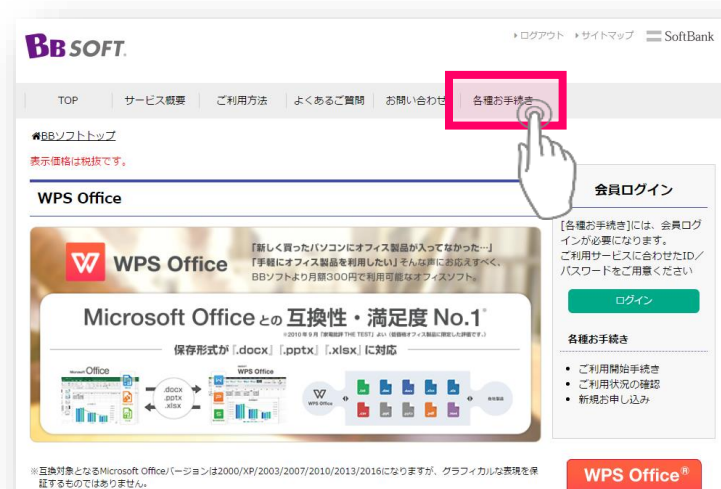 BB SOFT.
ログアウト
サイトマップ
SoftBank
TOP
サービス概要
ご利用方法
よくあるご質問
お問い合わせ
各種お手続き
BBソフトトップ
表示価格は税抜です。
WPS Office
WPS Office
「新しく買ったパソコンにオフィス製品が入ってなかった…」
「手軽にオフィス製品を利用したい」そんな声にお応えすべく、
BBソフトより月額300円で利用可能なオフィスソフト。
Microsoft Office との 互換性・満足度 No.1
保存形式が「.docx」「.pptx」「.xlsx」に対応
Microsoft Office
.docx
.pptx
.xlsx
WPS Office
WPS Office
※互換対象となるMicrosoft Officeバージョンは2000/XP/2003/2007/2010/2013/2016になりますが、グラフィカルな表現を保
証するものではありません。
会員ログイン
[各種お手続き]には、会員ログ
インが必要になります。
ご利用サービスに合わせたID／
パスワードをご用意ください
ログイン
各種お手続き
ご利用開始手続き
ご利用状況の確認
新規お申し込み
WPS Office®